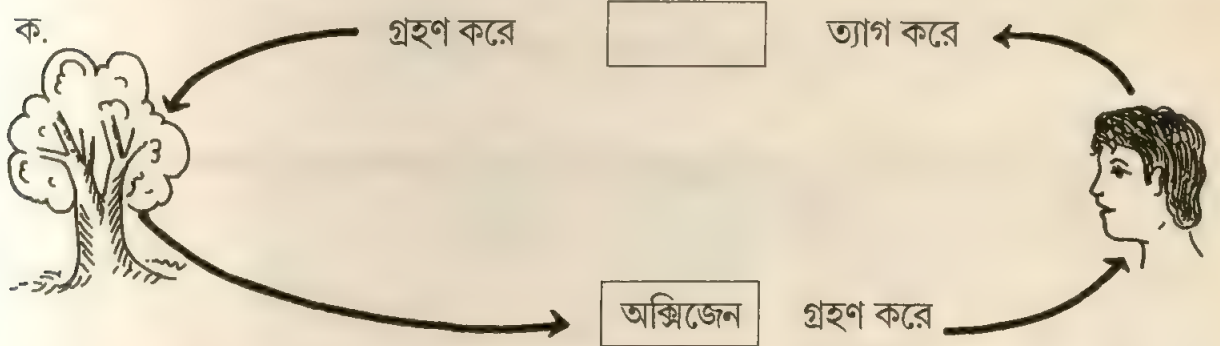 ক. গ্রহণ করে ত্যাগ করে
অক্সিজেন গ্রহণ করে